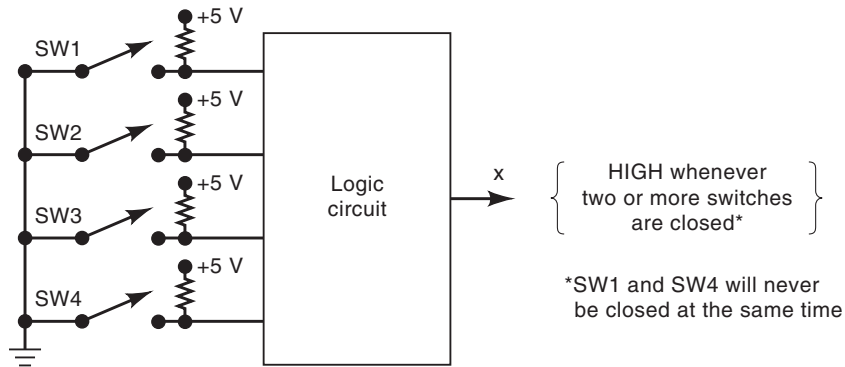 +5 V
SW1
+5 V
SW2
+5 V
SW3
+5 V
SW4
Logic
circuit
x
HIGH whenever
two or more switches
are closed*
*SW1 and SW4 will never
be closed at the same time